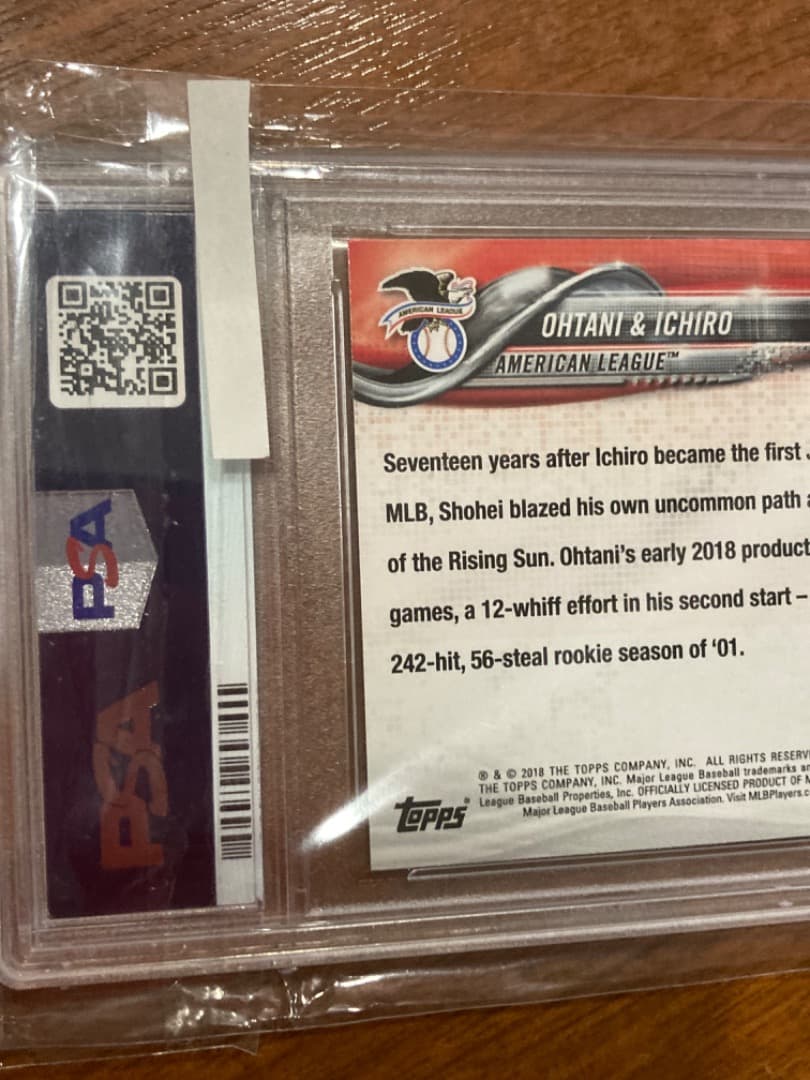 AMERICAN LEAGUE
OHTANI & ICHIRO
AMERICAN LEAGUE™
Seventeen years after Ichiro became the first
MLB, Shohei blazed his own uncommon path
of the Rising Sun. Ohtani's early 2018 product
games, a 12-whiff effort in his second start –
242-hit, 56-steal rookie season of '01.
® & © 2018 THE TOPPS COMPANY, INC. ALL RIGHTS RESERV
THE TOPPS COMPANY, INC. Major League Baseball trademarks
League Baseball Properties, Inc. OFFICIALLY LICENSED PRODUCT OF
Major League Baseball Players Association. Visit MLBPlayers.c
topps®
PSA
PSA